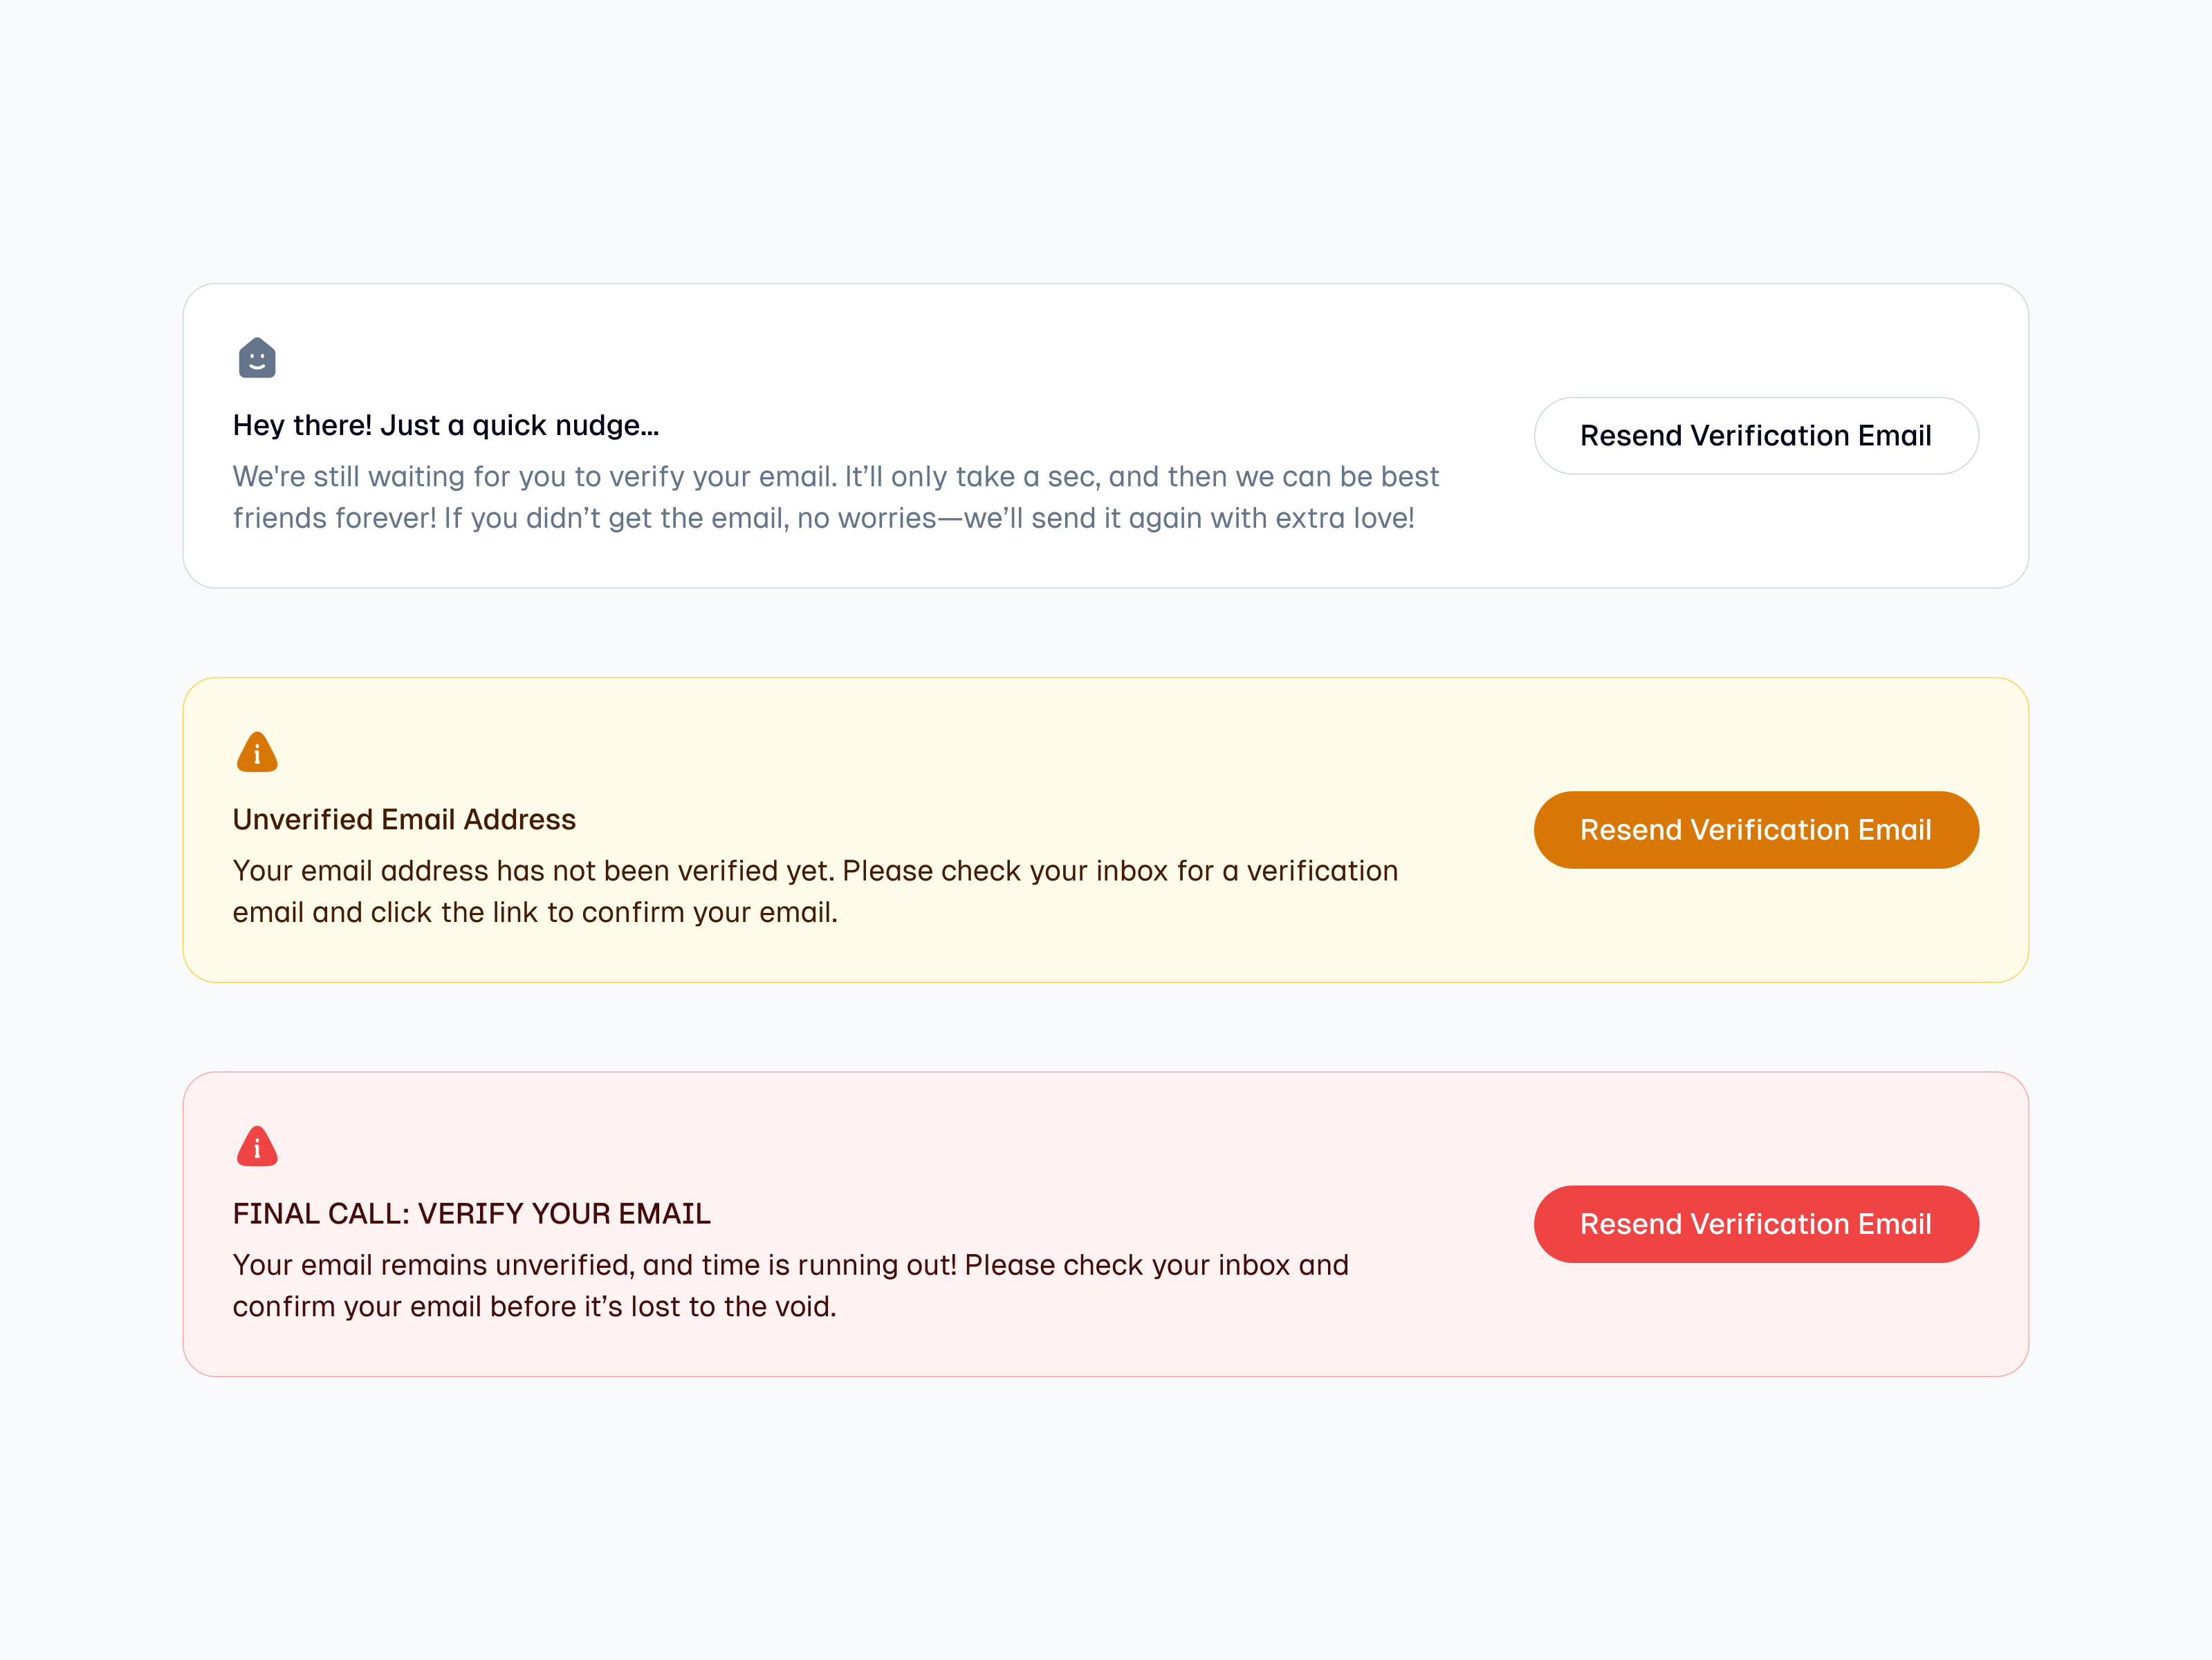 Hey there! Just a quick nudge...
We're still waiting for you to verify your email. It’ll only take a sec, and then we can be best
friends forever! If you didn’t get the email, no worries—we’ll send it again with extra love!
Resend Verification Email
Unverified Email Address
Your email address has not been verified yet. Please check your inbox for a verification
email and click the link to confirm your email.
Resend Verification Email
FINAL CALL: VERIFY YOUR EMAIL
Your email remains unverified, and time is running out! Please check your inbox and
confirm your email before it’s lost to the void.
Resend Verification Email